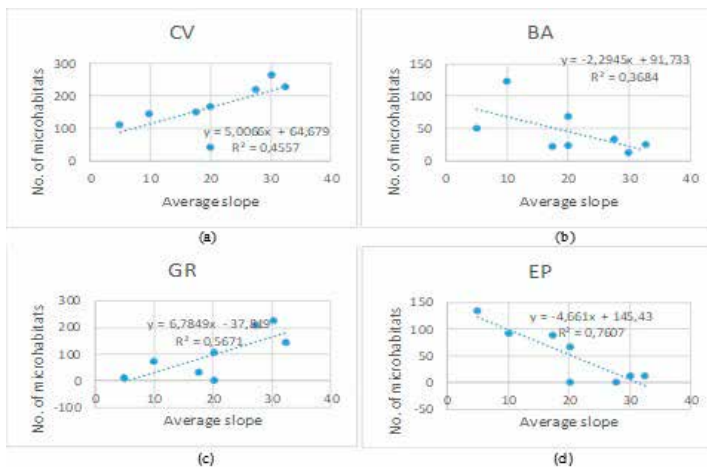 CV
300
200
100
0
No. of microhabitats
y = 5,0066x + 64,679
R² = 0,4557
0 10 20 30 40
Average slope
(a)
BA
150
100
50
0
No. of microhabitats
y = -2,2945x + 91,733
R² = 0,3684
0 10 20 30 40
Average slope
(b)
GR
300
200
100
0
-100
No. of microhabitats
y = 6,7849x - 37,849
R² = 0,5671
0 10 20 30 40
Average slope
(c)
EP
150
100
50
0
-50
No. of microhabitats
y = -4,661x + 145,43
R² = 0,7607
0 10 20 30 40
Average slope
(d)